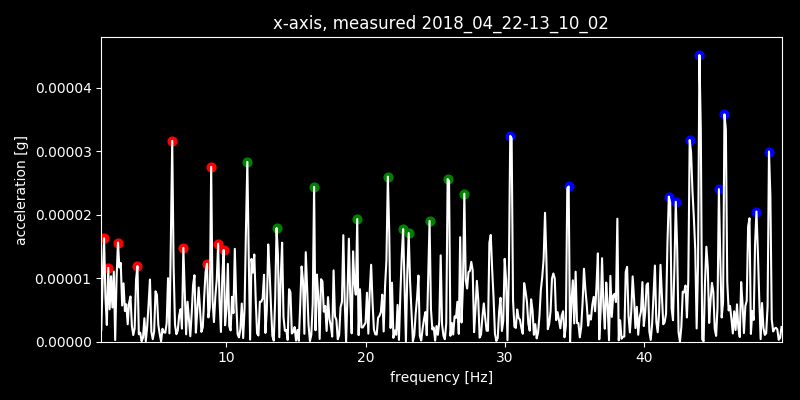 x-axis, measured 2018_04_22-13_10_02
acceleration [g]
0.00004
0.00003
0.00002
0.00001
0.00000
10 20 30 40
frequency [Hz]